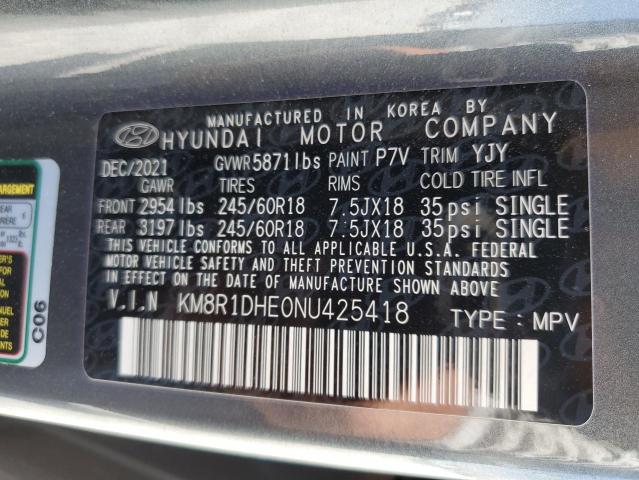 MANUFACTURED IN KOREA BY
HYUNDAI MOTOR COMPANY
DEC/2021 GVWR 5871 lbs PAINT P7V TRIM YJY
GAWR TIRES RIMS COLD TIRE INFL
FRONT 2954 lbs 245/60R18 7.5JX18 35 psi SINGLE
REAR 3197 lbs 245/60R18 7.5JX18 35 psi SINGLE
THIS VEHICLE CONFORMS TO ALL APPLICABLE U.S.A. FEDERAL
MOTOR VEHICLE SAFETY, BUMPER, AND THEFT PREVENTION STANDARDS
IN EFFECT ON THE DATE OF MANUFACTURE SHOWN ABOVE
V.I.N KM8R1DHE0NU425418 TYPE : MPV
ARGEMENT
C06